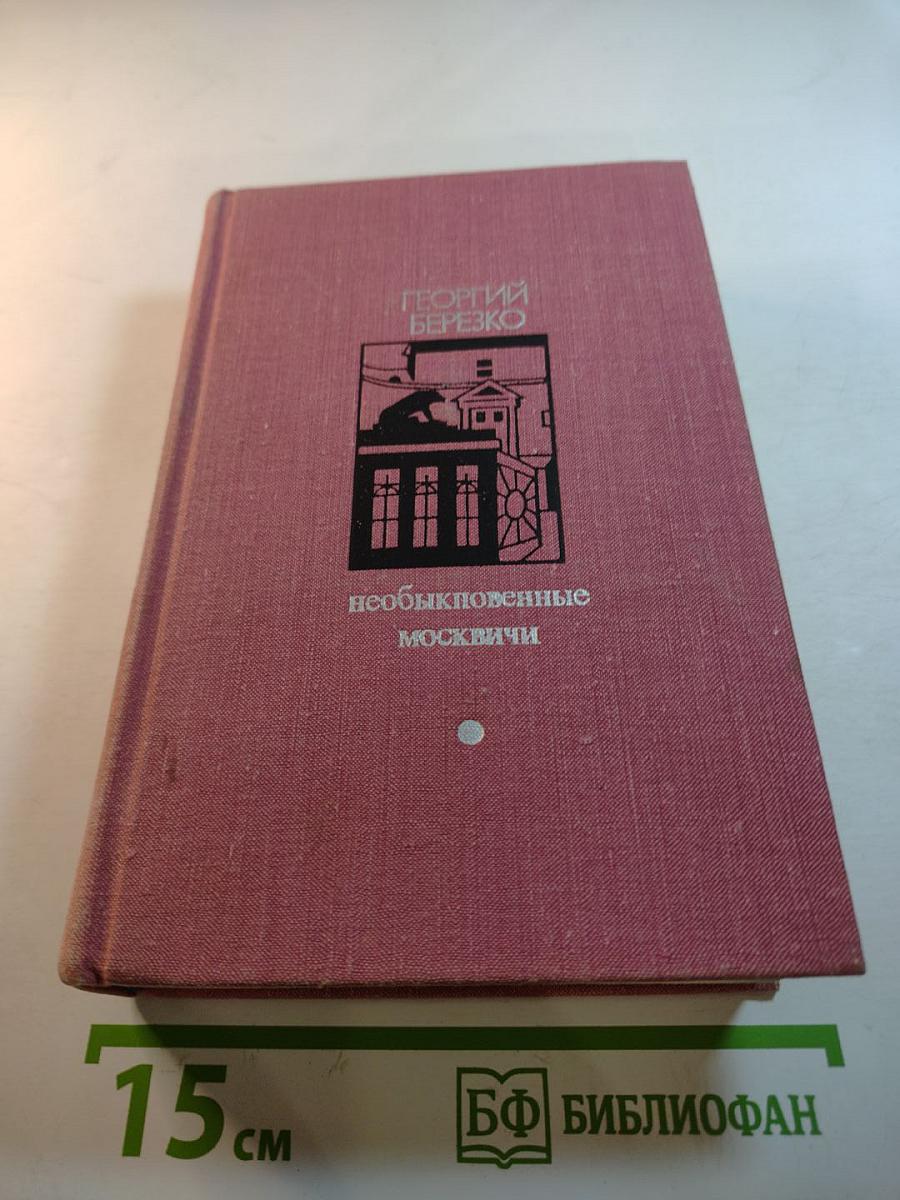 ГЕОРГИЙ
БЕРЕЗКО
необыкновенные
москвичи
15 см
БФ БИБЛИОФАН